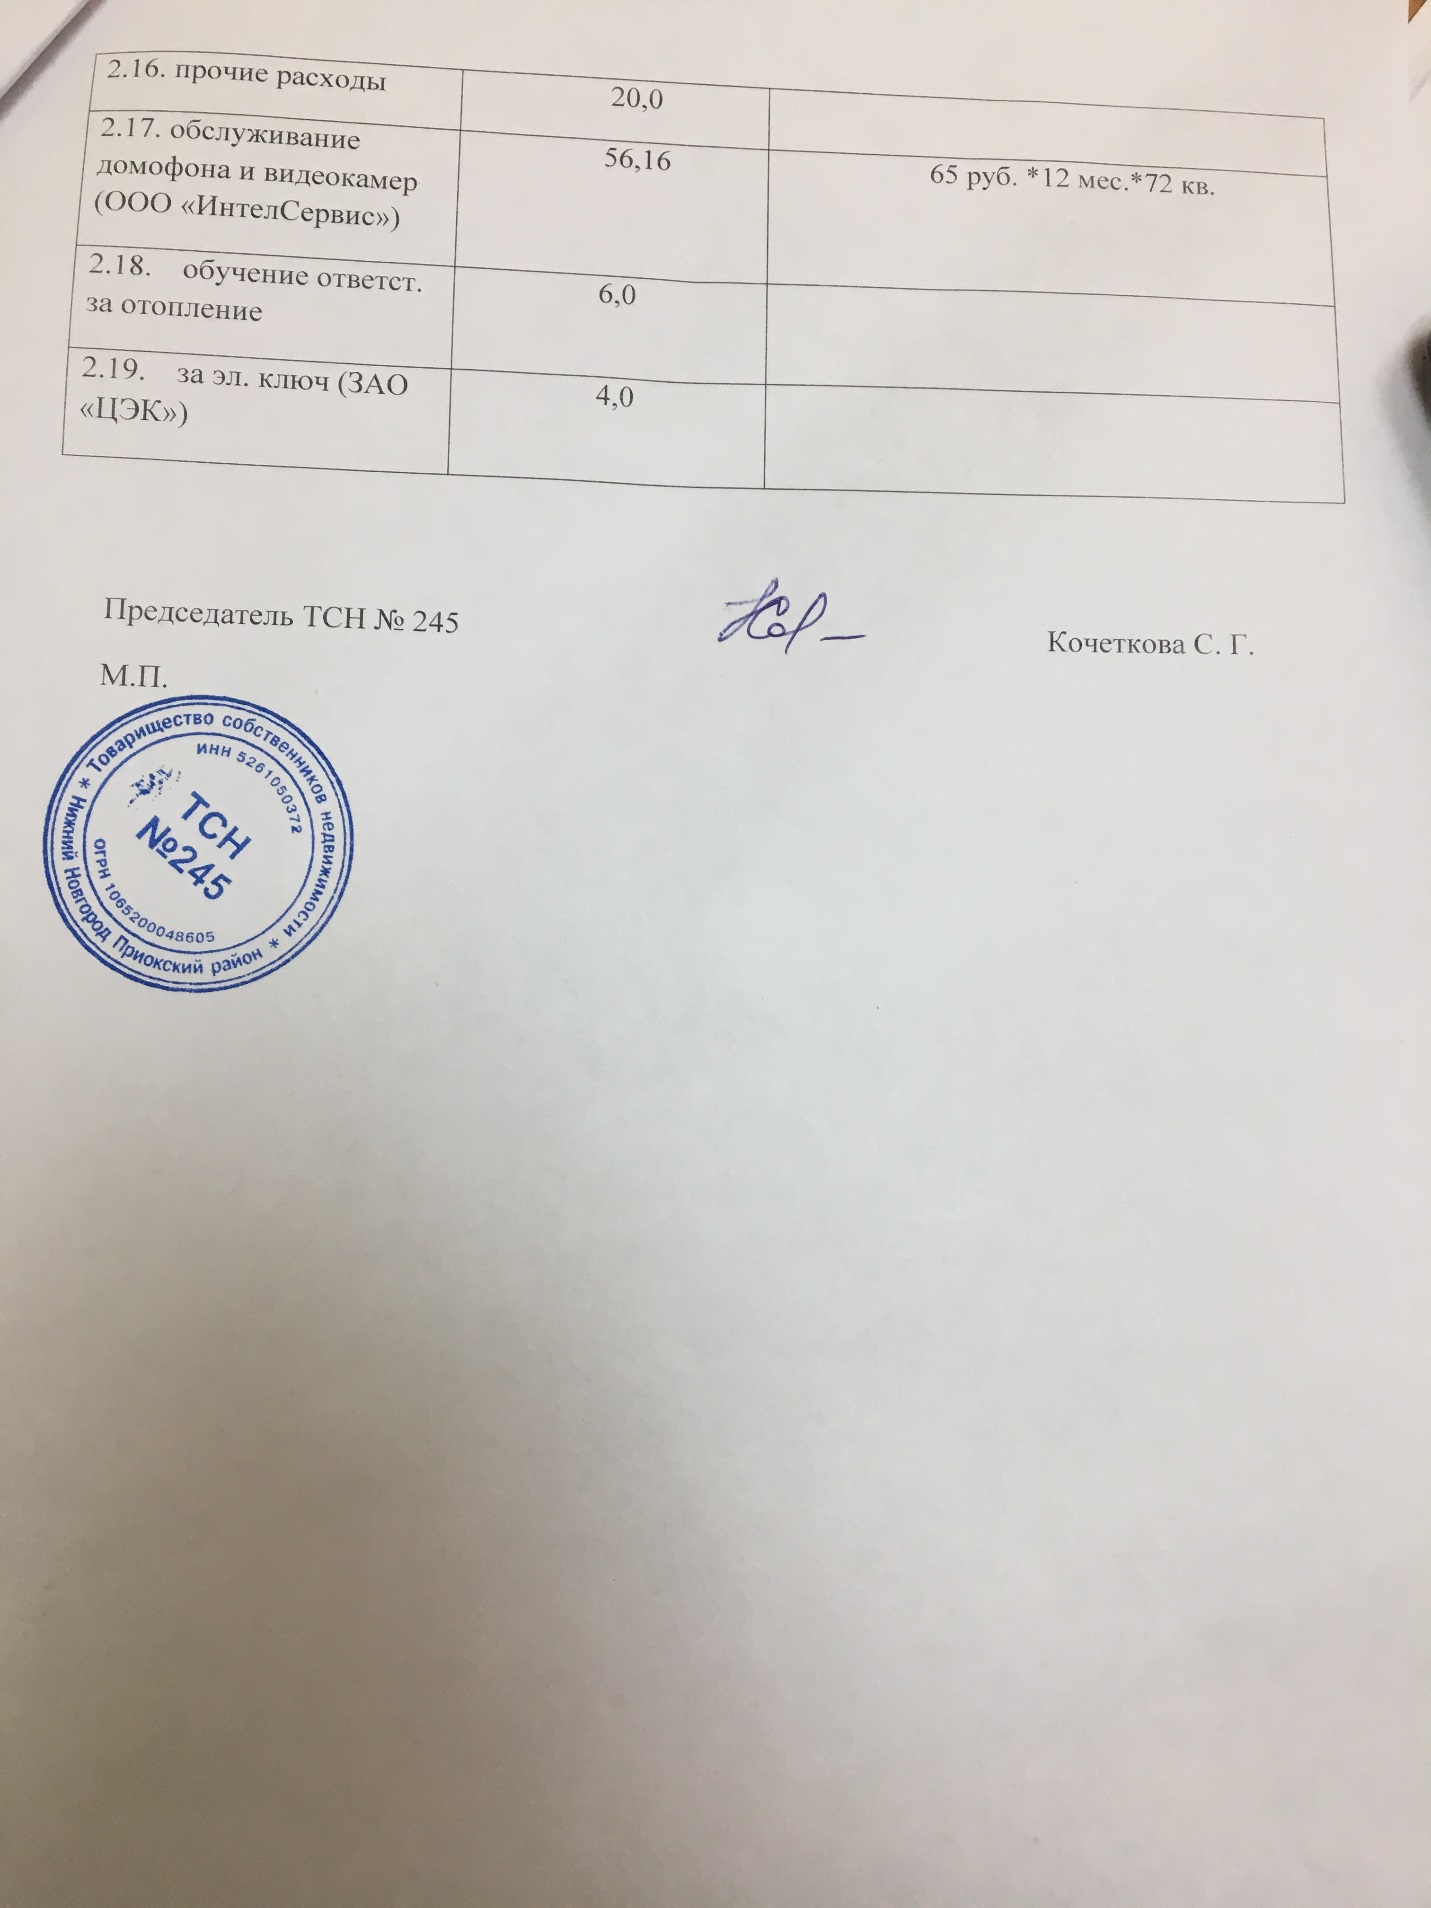 2.16. прочие расходы
20,0
2.17. обслуживание
домофона и видеокамер
(ООО «ИнтелСервис»)
56,16
65 руб. *12 мес.*72 кв.
2.18. обучение ответст.
за отопление
6,0
2.19. за эл. ключ (ЗАО
«ЦЭК»)
4,0
Председатель ТСН № 245
Кочеткова С. Г.
М.П.
* Товарищество собственников недвижимости *
Нижний Новгород Приокский район
ИНН 5261050372
ТСН
№245
ОГРН 1065200048605